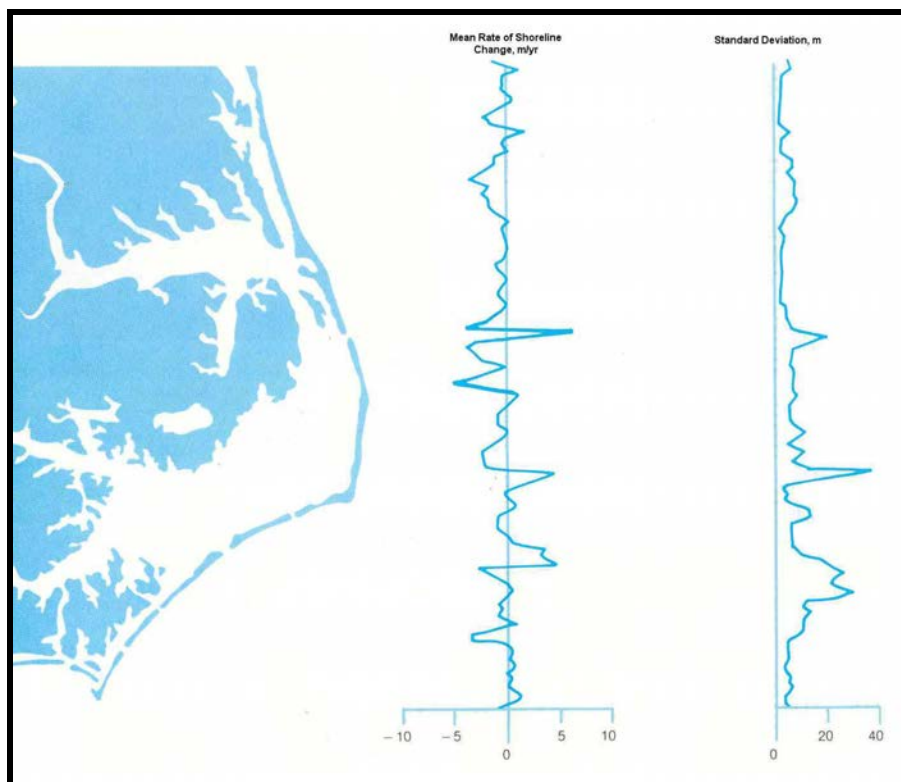 Mean Rate of Shoreline
Change, m/yr
Standard Deviation, m
– 10 – 5 0 5 10
0 20 40